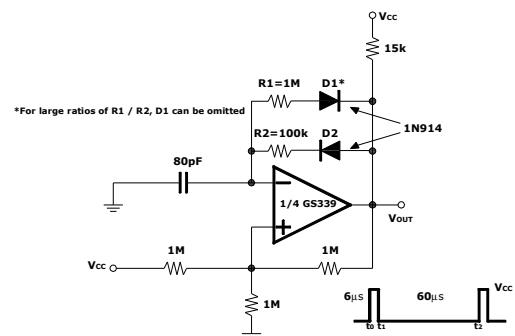 Vcc
15k
R1=1M D1*
*For large ratios of R1 / R2, D1 can be omitted
1N914
R2=100k D2
80pF
1/4 GS339
VOUT
1M 1M
Vcc
1M
6µs 60µs Vcc
t0 t1 t2